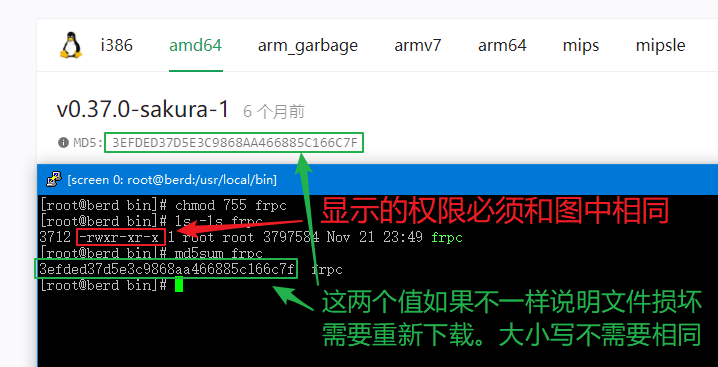 i386 amd64 arm_garbage armv7 arm64 mips mipsle
v0.37.0-sakura-1 6 个月前
MD5: 3EFDED37D5E3C9868AA466885C166C7F
[screen 0: root@berd:/usr/local/bin]
[root@berd bin]# chmod 755 frpc
[root@berd bin]# ls -ls frpc
显示的权限必须和图中相同
3712 -rwxr-xr-x 1 root root 3797584 Nov 21 23:49 frpc
[root@berd bin]# md5sum frpc
3efded37d5e3c9868aa466885c166c7f  frpc
[root@berd bin]#
这两个值如果不一样说明文件损坏
需要重新下载。大小写不需要相同